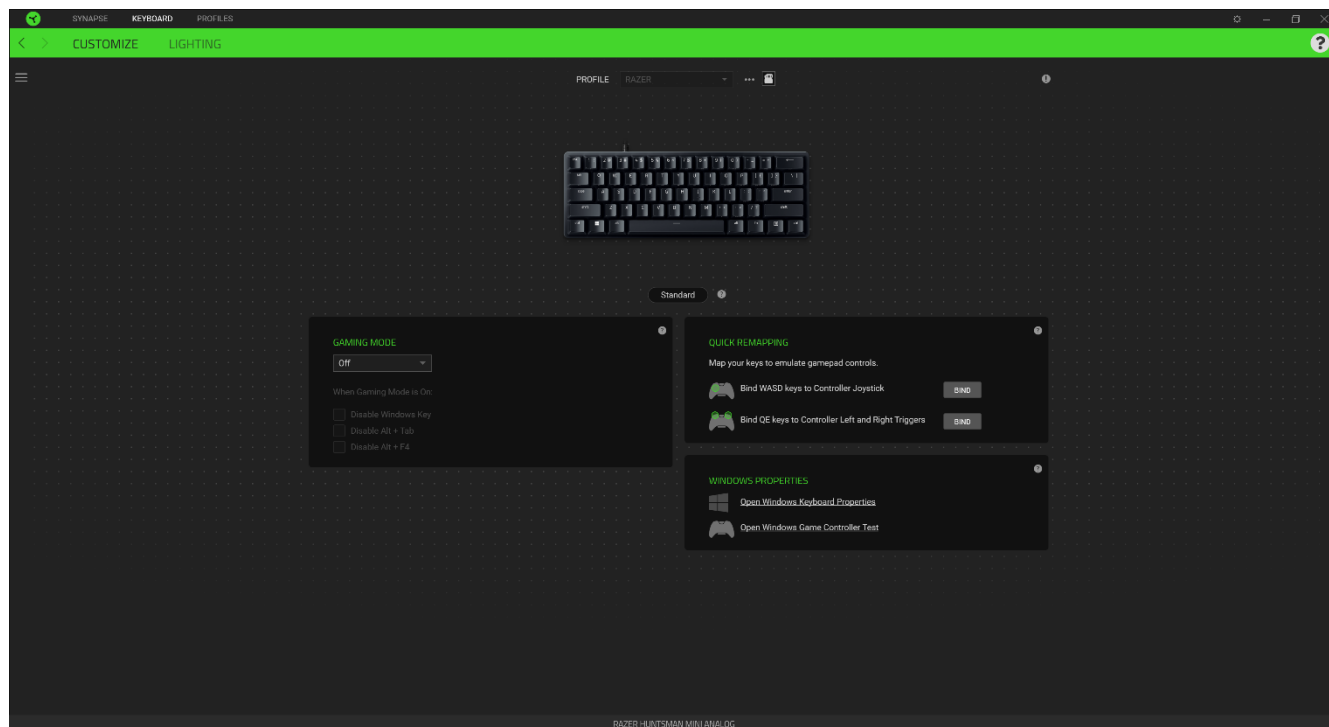 SYNAPSE KEYBOARD PROFILES
CUSTOMIZE LIGHTING
PROFILE RAZER
Standard
GAMING MODE
Off
When Gaming Mode is On:
Disable Windows Key
Disable Alt + Tab
Disable Alt + F4
QUICK REMAPPING
Map your keys to emulate gamepad controls.
Bind WASD keys to Controller Joystick BIND
Bind QE keys to Controller Left and Right Triggers BIND
WINDOWS PROPERTIES
Open Windows Keyboard Properties
Open Windows Game Controller Test
RAZER HUNTSMAN MINI ANALOG